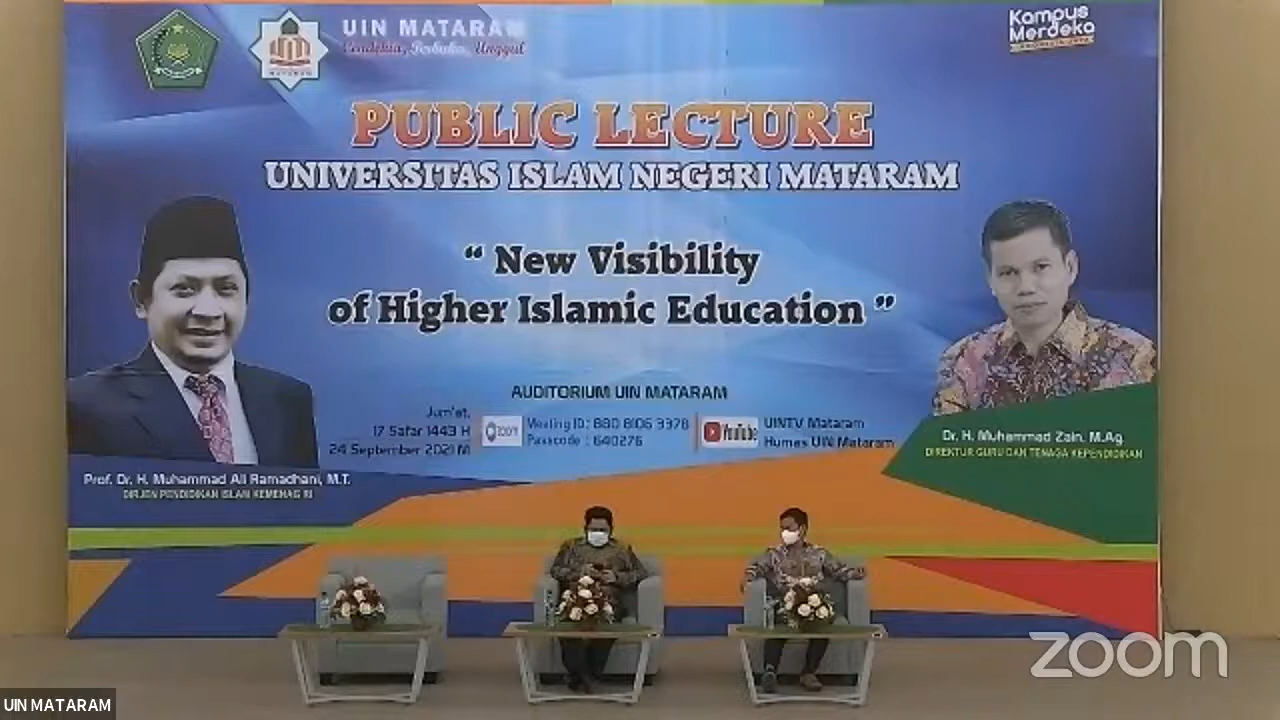 UIN MATARAM
Cendekia, Terbuka, Unggul
Kampus
Merdeka
PUBLIC LECTURE
UNIVERSITAS ISLAM NEGERI MATARAM
“ New Visibility
of Higher Islamic Education ”
AUDITORIUM UIN MATARAM
Jum'at,
17 Safar 1443 H
24 September 2021 M
zoom
Meeting ID : 880 8106 3378
Passcode : 640276
YouTube
UINTV Mataram
Humas UIN Mataram
Prof. Dr. H. Muhammad Ali Ramadhani, M.T.
DIRJEN PENDIDIKAN ISLAM KEMENAG RI
Dr. H. Muhammad Zain, M.Ag.
DIREKTUR GURU DAN TENAGA KEPENDIDIKAN
zoom
UIN MATARAM